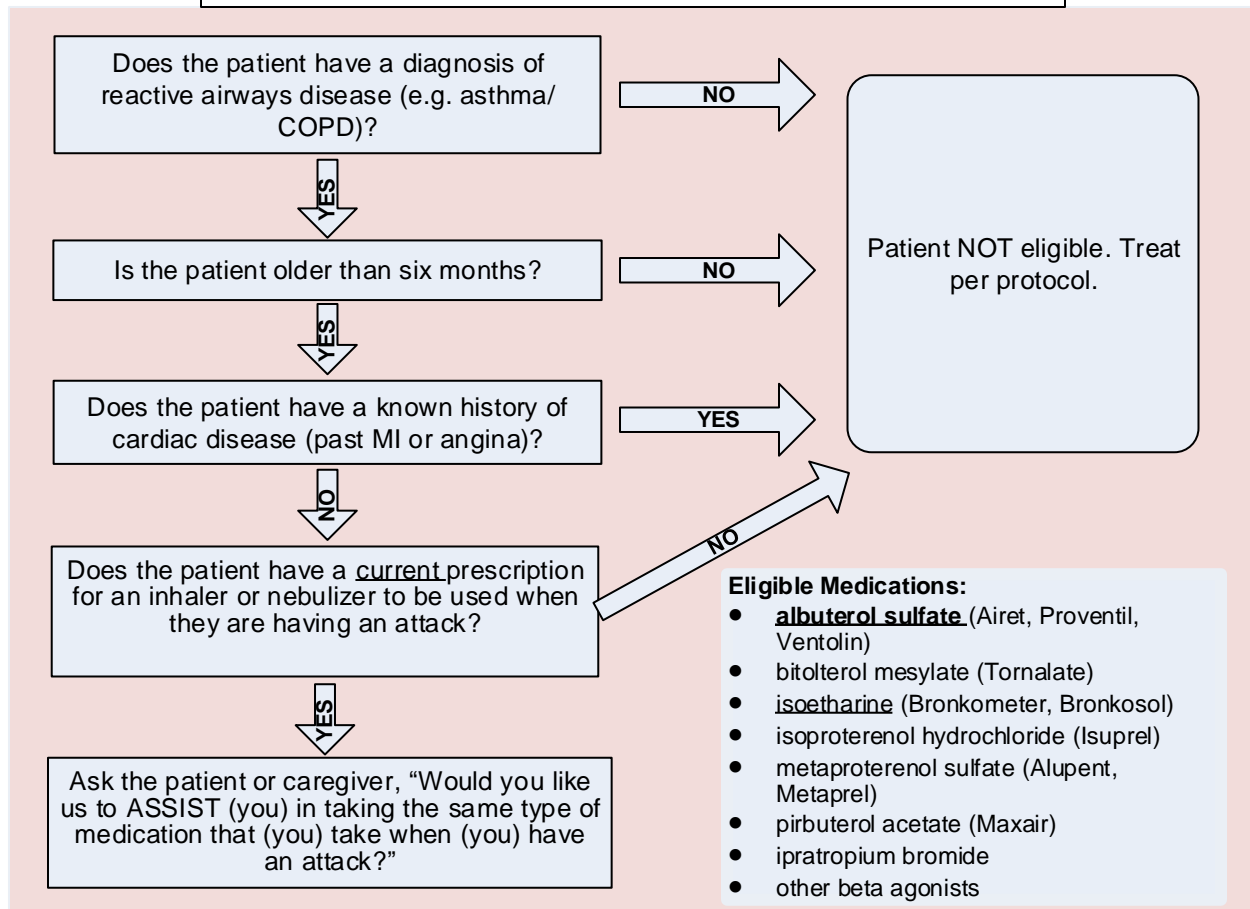 Does the patient have a diagnosis of
reactive airways disease (e.g. asthma/
COPD)?
NO
YES
Is the patient older than six months?
NO
Patient NOT eligible. Treat
per protocol.
YES
Does the patient have a known history of
cardiac disease (past MI or angina)?
YES
NO
Does the patient have a current prescription
for an inhaler or nebulizer to be used when
they are having an attack?
NO
YES
Ask the patient or caregiver, “Would you like
us to ASSIST (you) in taking the same type of
medication that (you) take when (you) have
an attack?”
Eligible Medications:
● albuterol sulfate (Airet, Proventil,
Ventolin)
● bitolterol mesylate (Tornalate)
● isoetharine (Bronkometer, Bronkosol)
● isoproterenol hydrochloride (Isuprel)
● metaproterenol sulfate (Alupent,
Metaprel)
● pirbuterol acetate (Maxair)
● ipratropium bromide
● other beta agonists